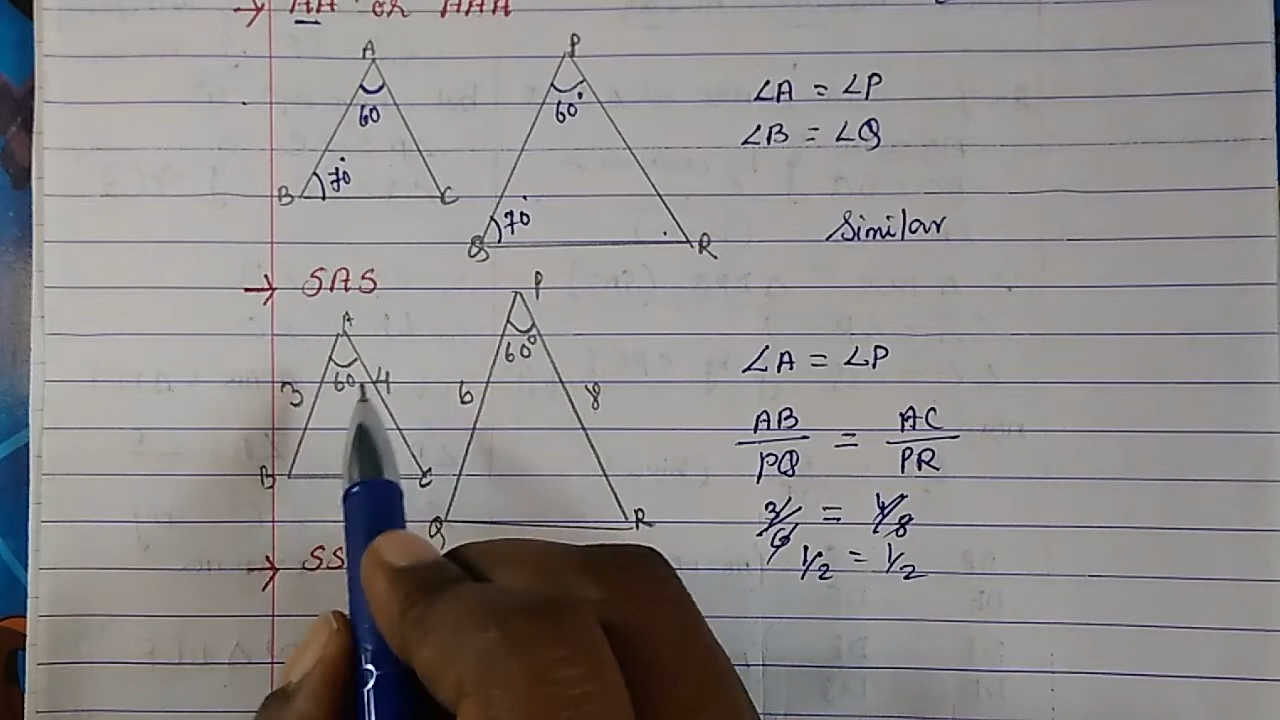 → AA or AAA
A
60
B 70° C
P
60°
Q 70° R
∠A = ∠P
∠B = ∠Q
Similar
→ SAS
A
60
3 4
B C
P
60°
6 8
Q R
∠A = ∠P
AB/PQ = AC/PR
3/6 = 4/8
1/2 = 1/2
→ SS